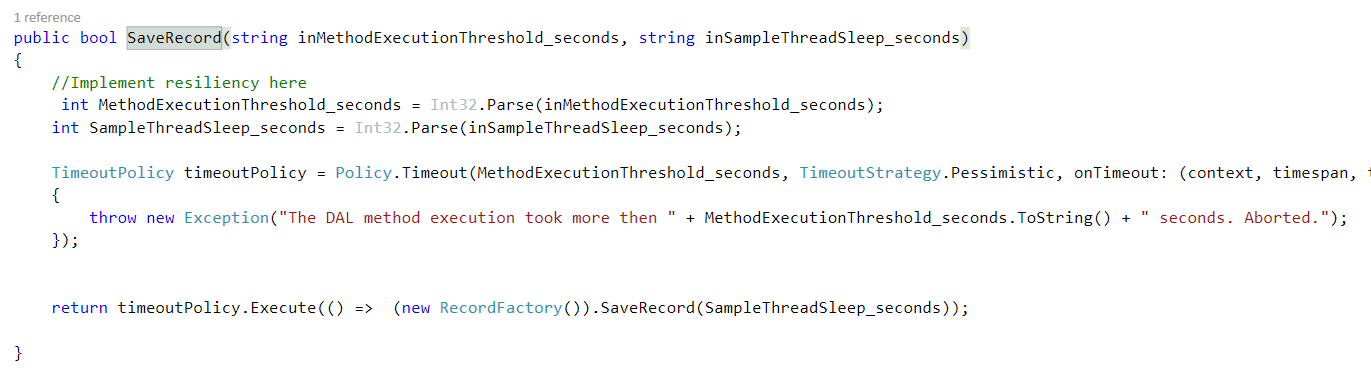 1 reference
public bool SaveRecord(string inMethodExecutionThreshold_seconds, string inSampleThreadSleep_seconds)
{
//Implement resiliency here
int MethodExecutionThreshold_seconds = Int32.Parse(inMethodExecutionThreshold_seconds);
int SampleThreadSleep_seconds = Int32.Parse(inSampleThreadSleep_seconds);
TimeoutPolicy timeoutPolicy = Policy.Timeout(MethodExecutionThreshold_seconds, TimeoutStrategy.Pessimistic, onTimeout: (context, timespan,
{
throw new Exception("The DAL method execution took more then " + MethodExecutionThreshold_seconds.ToString() + " seconds. Aborted.");
});
return timeoutPolicy.Execute(() => (new RecordFactory()).SaveRecord(SampleThreadSleep_seconds));
}